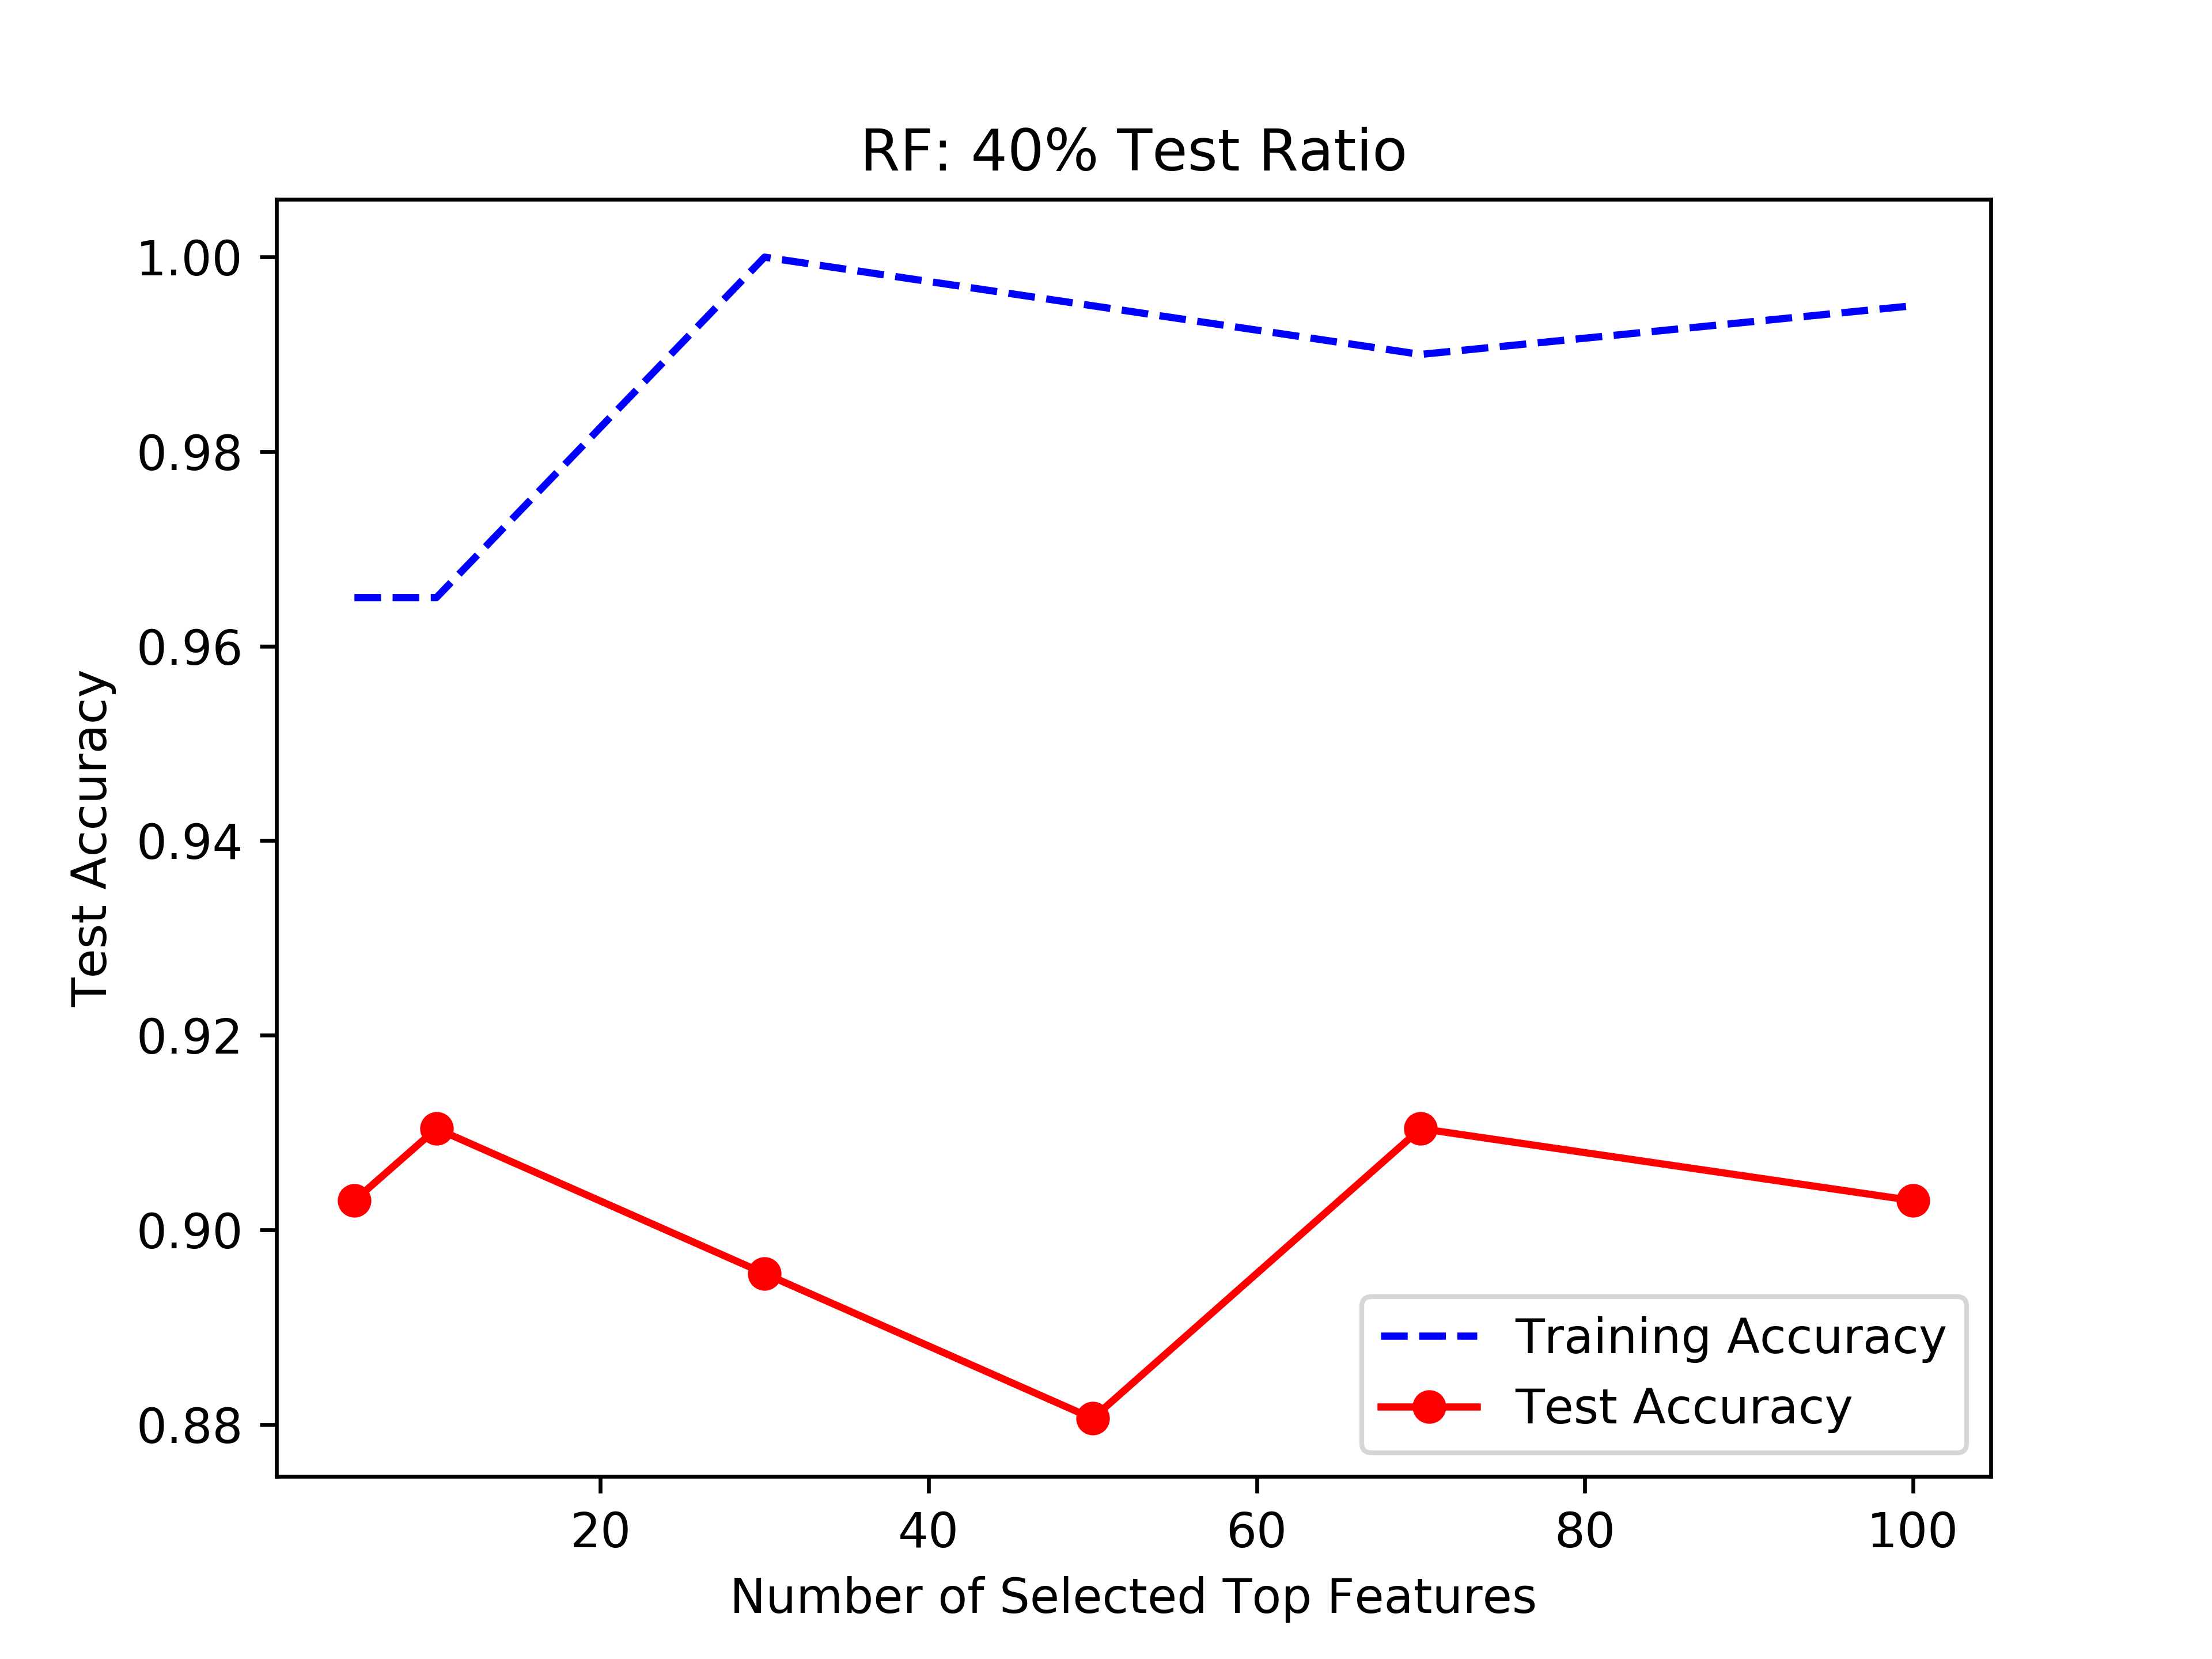 RF: 40% Test Ratio
1.00
0.98
0.96
0.94
0.92
0.90
0.88
Test Accuracy
Training Accuracy
Test Accuracy
20 40 60 80 100
Number of Selected Top Features